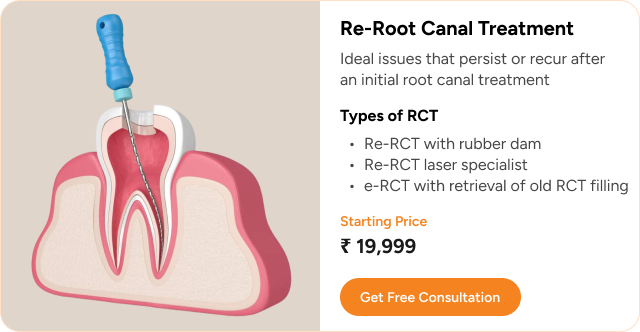 Re-Root Canal Treatment
Ideal issues that persist or recur after
an initial root canal treatment
Types of RCT
• Re-RCT with rubber dam
• Re-RCT laser specialist
• e-RCT with retrieval of old RCT filling
Starting Price
₹ 19,999
Get Free Consultation